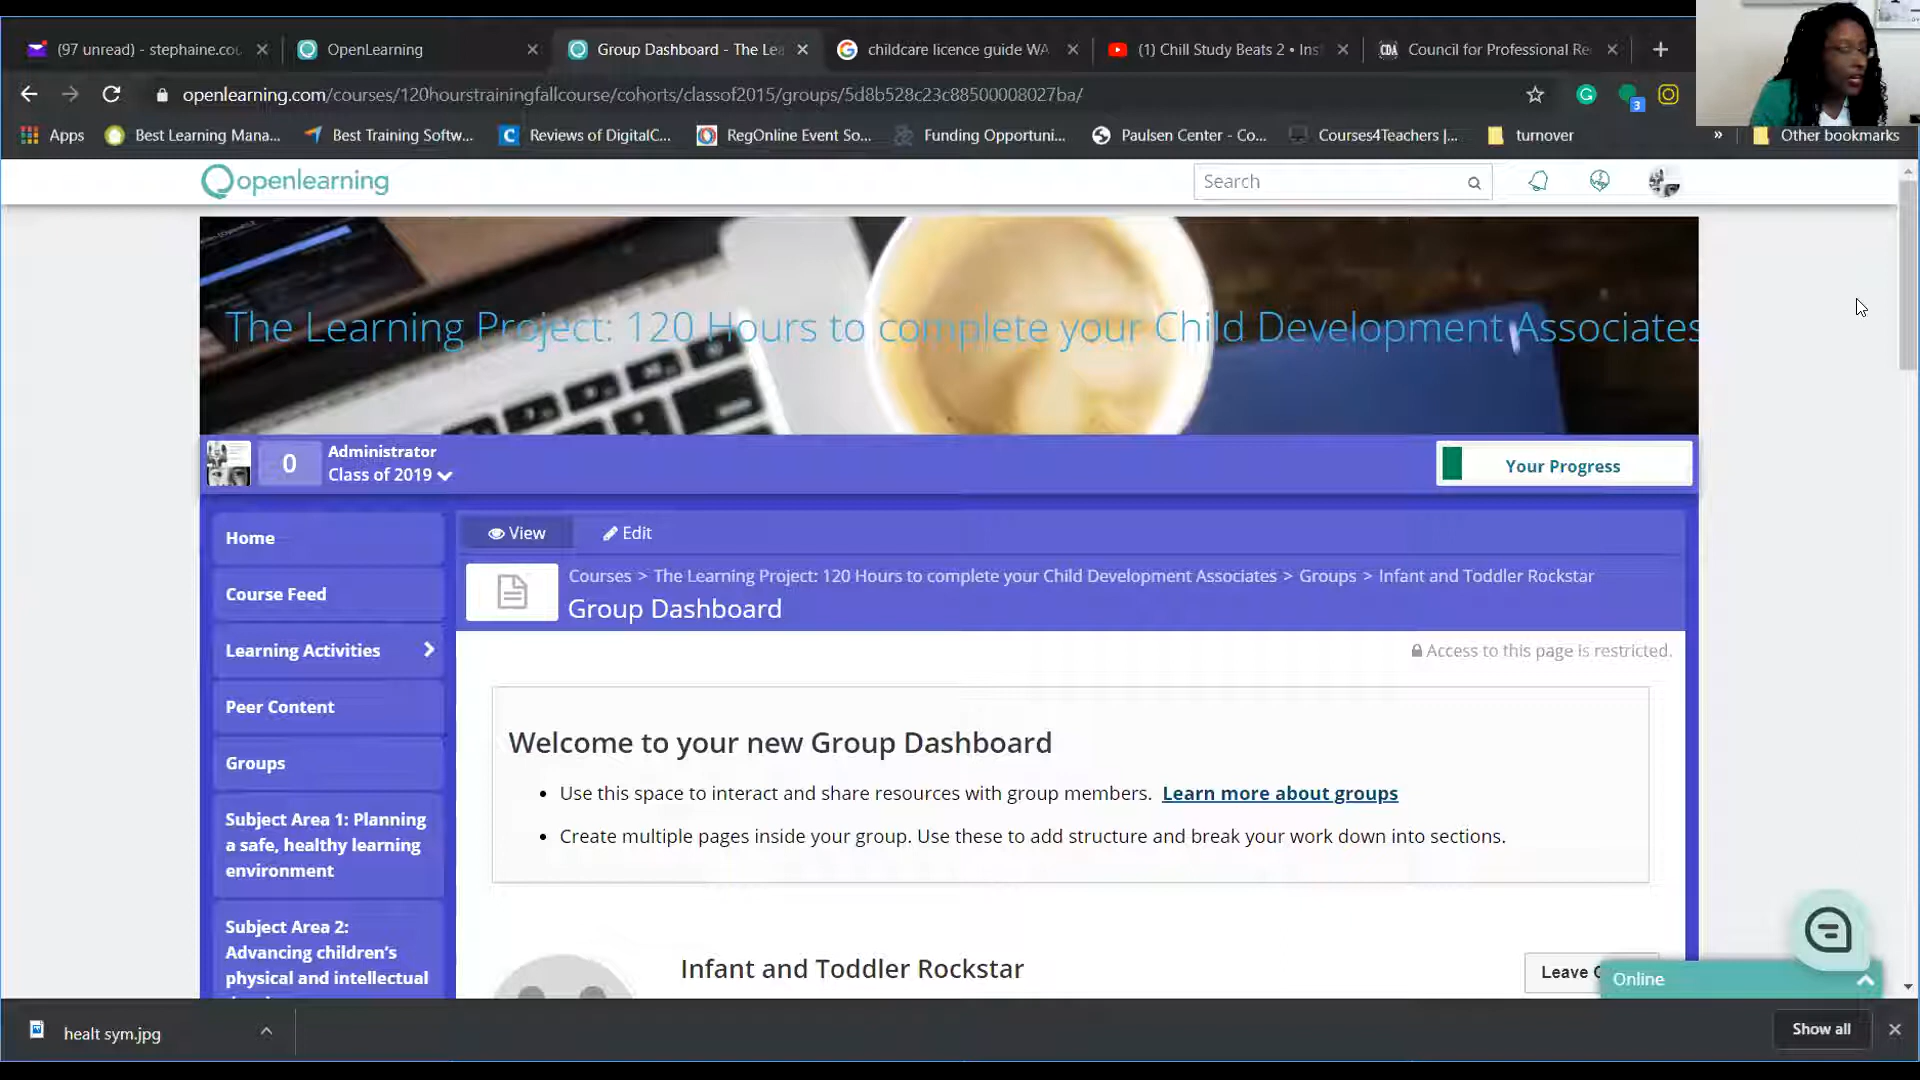 (97 unread) - stephaine.cou
OpenLearning
Group Dashboard - The Lea
childcare licence guide WA
(1) Chill Study Beats 2 • Inst
CDA Council for Professional Re
openlearning.com/courses/120hourstrainingfallcourse/cohorts/classof2015/groups/5d8b528c23c88500008027ba/
3
Apps
Best Learning Mana...
Best Training Softw...
C Reviews of DigitalC...
RegOnline Event So...
Funding Opportuni...
Paulsen Center - Co...
Courses4Teachers |...
turnover
»
Other bookmarks
openlearning
Search
The Learning Project: 120 Hours to complete your Child Development Associates
0
Administrator
Class of 2019
Your Progress
Home
Course Feed
Learning Activities
Peer Content
Groups
Subject Area 1: Planning
a safe, healthy learning
environment
Subject Area 2:
Advancing children's
physical and intellectual
View
Edit
Courses > The Learning Project: 120 Hours to complete your Child Development Associates > Groups > Infant and Toddler Rockstar
Group Dashboard
Access to this page is restricted.
Welcome to your new Group Dashboard
• Use this space to interact and share resources with group members. Learn more about groups
• Create multiple pages inside your group. Use these to add structure and break your work down into sections.
Infant and Toddler Rockstar
Leave
Online
healt sym.jpg
Show all